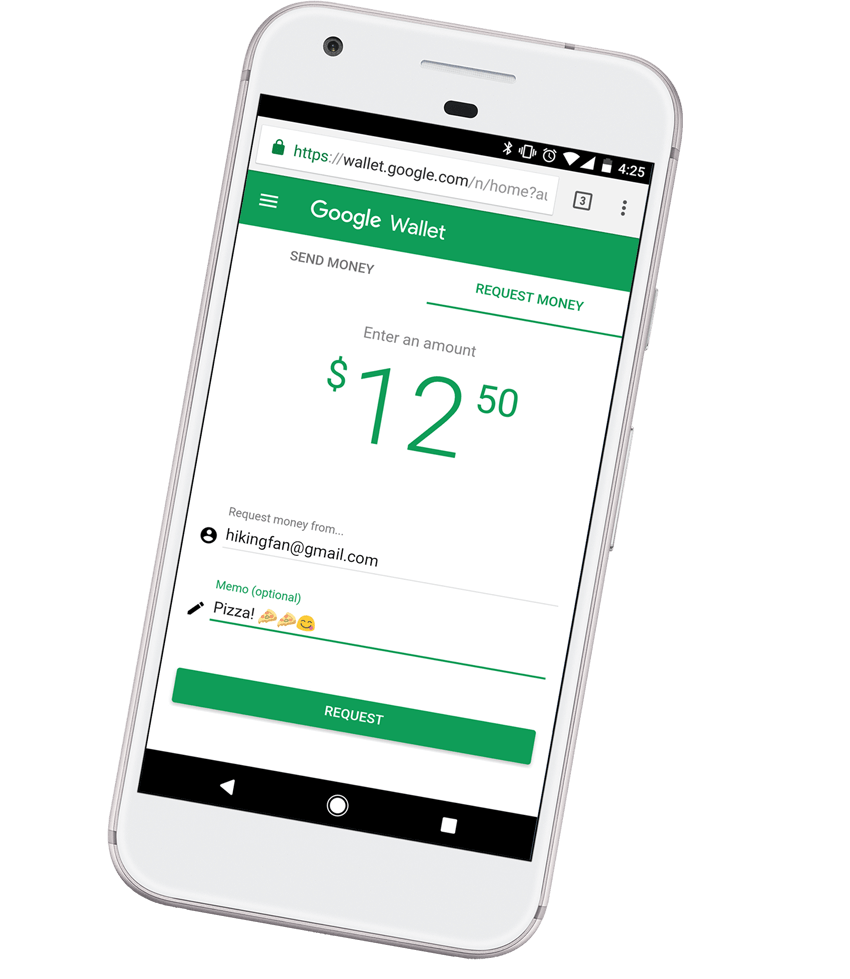 4:25
https://wallet.google.com/n/home?au
3
Google Wallet
SEND MONEY
REQUEST MONEY
Enter an amount
$12 50
Request money from...
hikingfan@gmail.com
Memo (optional)
Pizza! 🍕🍕😋
REQUEST